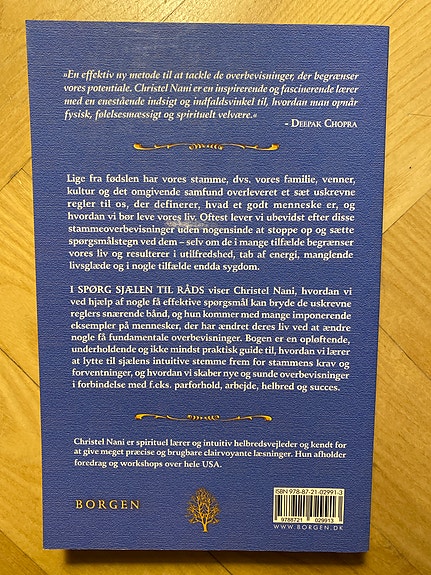 »En effektiv ny metode til at tackle de overbevisninger, der begrænser
vores potentiale. Christel Nani er en inspirerende og fascinerende lærer
med en enestående indsigt og indfaldsvinkel til, hvordan man opnår
fysisk, følelsesmæssigt og spirituelt velvære.«
- DEEPAK CHOPRA
Lige fra fødslen har vores stamme, dvs. vores familie, venner,
kultur og det omgivende samfund overleveret et sæt uskrevne
regler til os, der definerer, hvad et godt menneske er, og
hvordan vi bør leve vores liv. Oftest lever vi ubevidst efter disse
stammeoverbevisninger uden nogensinde at stoppe op og sætte
spørgsmålstegn ved dem – selv om de i mange tilfælde begrænser
vores liv og resulterer i utilfredshed, tab af energi, manglende
livsglæde og i nogle tilfælde endda sygdom.
I SPØRG SJÆLEN TIL RÅDS viser Christel Nani, hvordan vi
ved hjælp af nogle få effektive spørgsmål kan bryde de uskrevne
reglers snærende bånd, og hun kommer med mange imponerende
eksempler på mennesker, der har ændret deres liv ved at ændre
nogle få fundamentale overbevisninger. Bogen er en opløftende,
underholdende og ikke mindst praktisk guide til, hvordan vi lærer
at lytte til sjælens intuitive stemme frem for stammens krav og
forventninger, og hvordan vi skaber nye og sunde overbevisninger
i forbindelse med f.eks. parforhold, arbejde, helbred og succes.
Christel Nani er spirituel lærer og intuitiv helbredsvejleder og kendt for
at give meget præcise og brugbare clairvoyante læsninger. Hun afholder
foredrag og workshops over hele USA.
BORGEN
ISBN 978-87-21-02991-3
9 788721 029913
WWW.BORGEN.DK